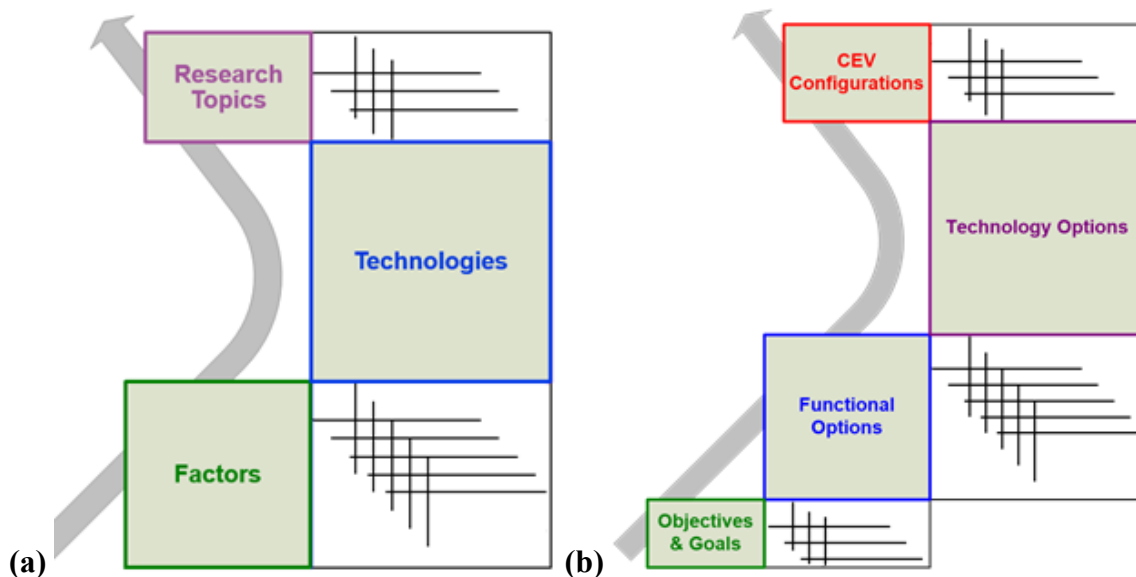 Research
Topics
Technologies
Factors
(a)
CEV
Configurations
Technology Options
Functional
Options
Objectives
& Goals
(b)